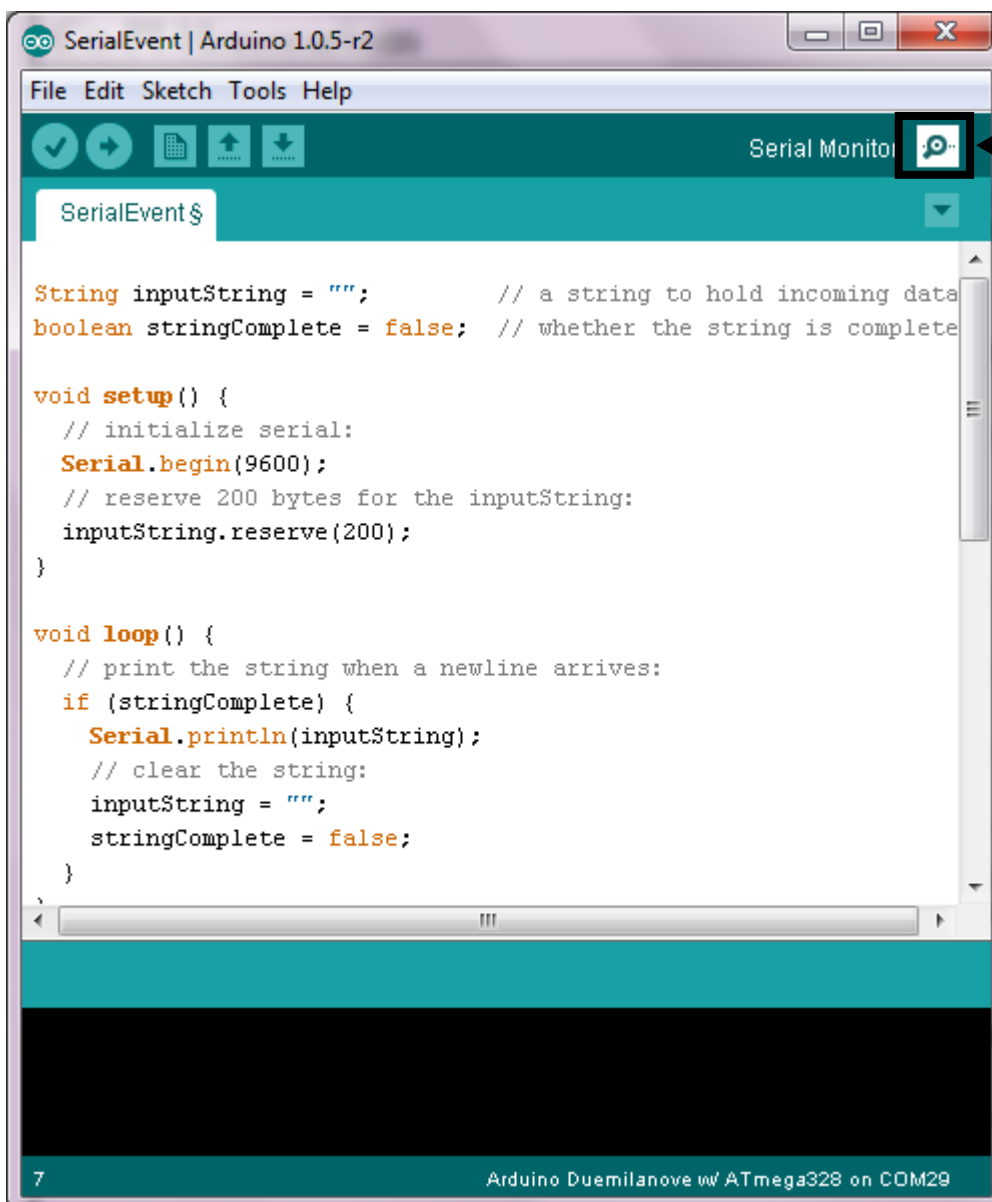 SerialEvent | Arduino 1.0.5-r2
File Edit Sketch Tools Help
Serial Monitor
SerialEvent §
String inputString = "";         // a string to hold incoming data
boolean stringComplete = false;  // whether the string is complete
void setup() {
  // initialize serial:
  Serial.begin(9600);
  // reserve 200 bytes for the inputString:
  inputString.reserve(200);
}
void loop() {
  // print the string when a newline arrives:
  if (stringComplete) {
    Serial.println(inputString);
    // clear the string:
    inputString = "";
    stringComplete = false;
  }
7
Arduino Duemilanove w/ ATmega328 on COM29